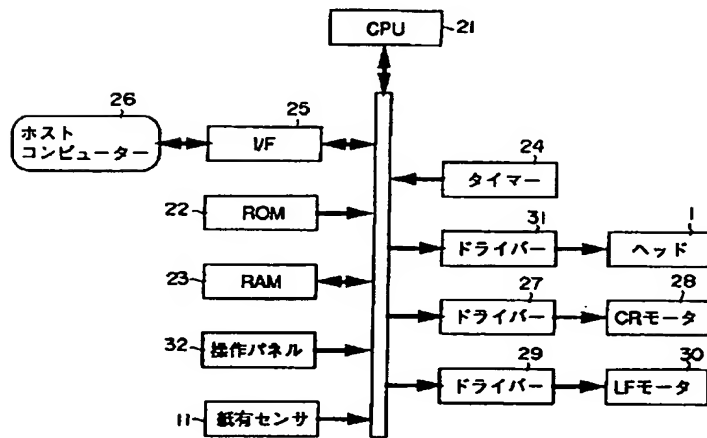 CPU
21
26
ホスト
コンピューター
25
I/F
24
タイマー
22
ROM
31
ドライバー
1
ヘッド
23
RAM
27
ドライバー
28
CRモータ
32
操作パネル
29
ドライバー
30
LFモータ
11
紙有センサ